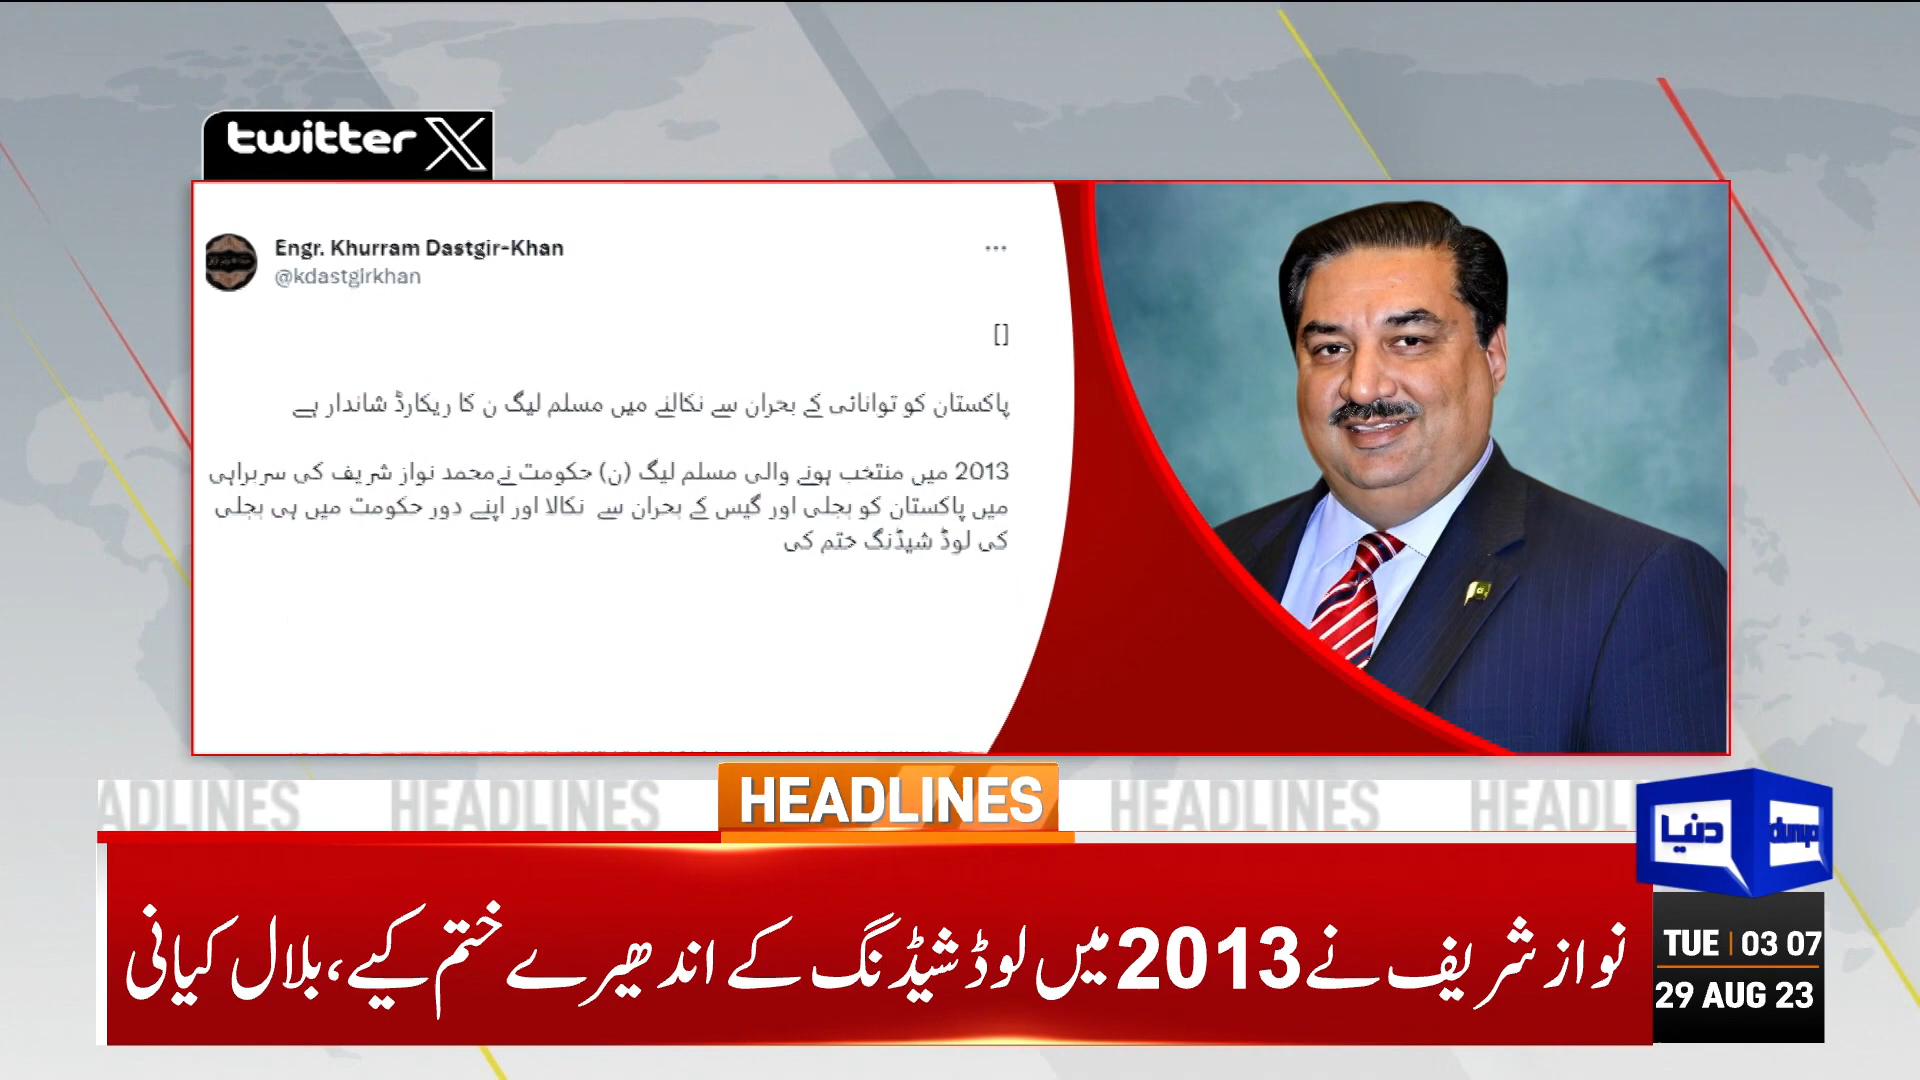 twitter X
Engr. Khurram Dastgir-Khan
@kdastgirkhan
...
[]
پاکستان کو توانائی کے بحران سے نکالنے میں مسلم لیگ ن کا ریکارڈ شاندار ہے
2013 میں منتخب ہونے والی مسلم لیگ (ن) حکومت نےمحمد نواز شریف کی سربراہی
میں پاکستان کو بجلی اور گیس کے بحران سے نکالا اور اپنے دور حکومت میں ہی بجلی
کی لوڈ شیڈنگ ختم کی
ADLINES HEADLINES HEADLINES HEADLINES HEADL
دنیا dunya
نواز شریف نے 2013 میں لوڈشیڈنگ کے اندھیرے ختم کیے، بلال کیانی
TUE | 03 07
29 AUG 23